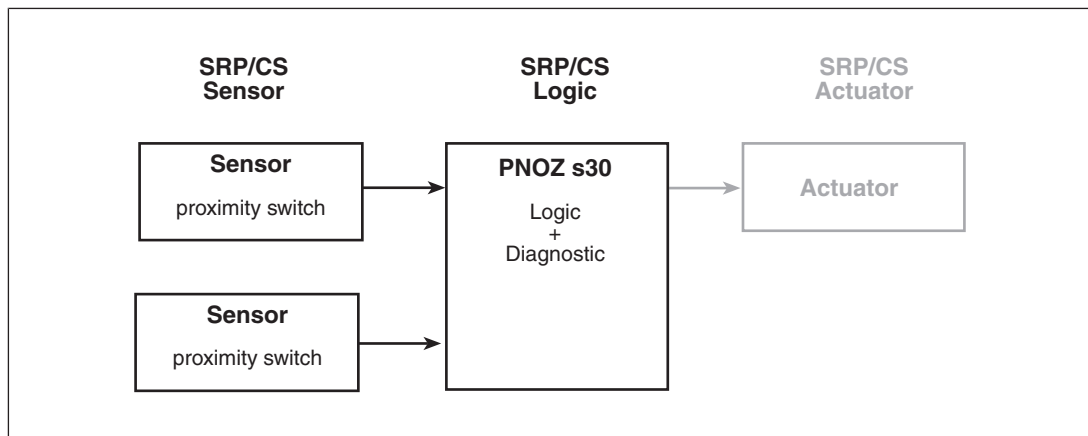 SRP/CS
Sensor
SRP/CS
Logic
SRP/CS
Actuator
Sensor
proximity switch
PNOZ s30
Logic
+
Diagnostic
Actuator
Sensor
proximity switch